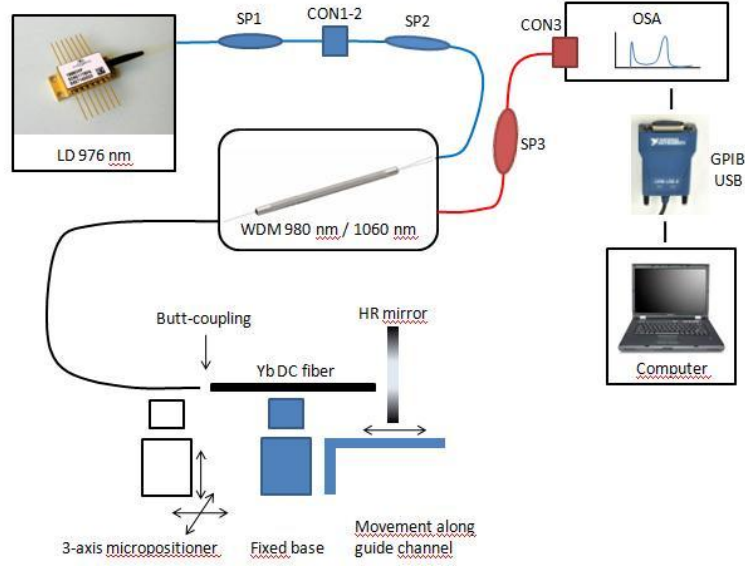 SP1
CON1-2
SP2
CON3
OSA
LD 976 nm
SP3
GPIB
USB
WDM 980 nm / 1060 nm
HR mirror
Butt-coupling
Yb DC fiber
Computer
3-axis micropositioner
Fixed base
Movement along
guide channel